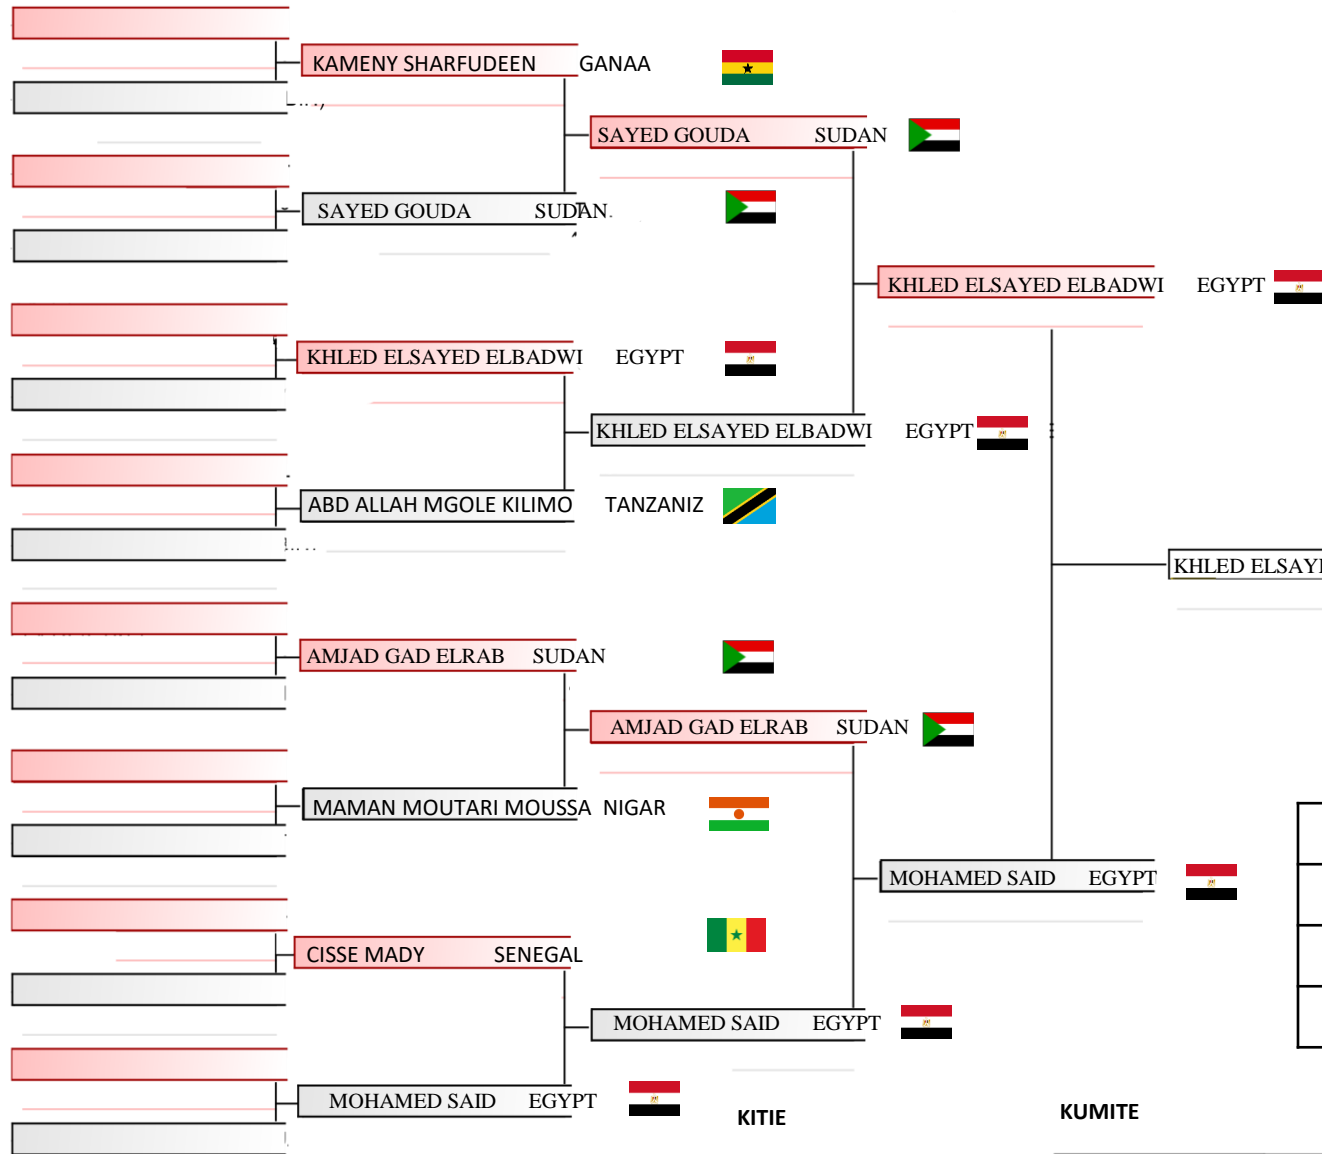 KAMENY SHARFUDEEN GANAA
SAYED GOUDA SUDAN
SAYED GOUDA SUDAN
KHLED ELSAYED ELBADWI EGYPT
KHLED ELSAYED ELBADWI EGYPT
KHLED ELSAYED ELBADWI EGYPT
ABD ALLAH MGOLE KILIMO TANZANIZ
KHLED
AMJAD GAD ELRAB SUDAN
AMJAD GAD ELRAB SUDAN
MAMAN MOUTARI MOUSSA NIGAR
MOHAMED SAID EGYPT
CISSE MADY SENEGAL
MOHAMED SAID EGYPT
MOHAMED SAID EGYPT
KITIE
KUMITE